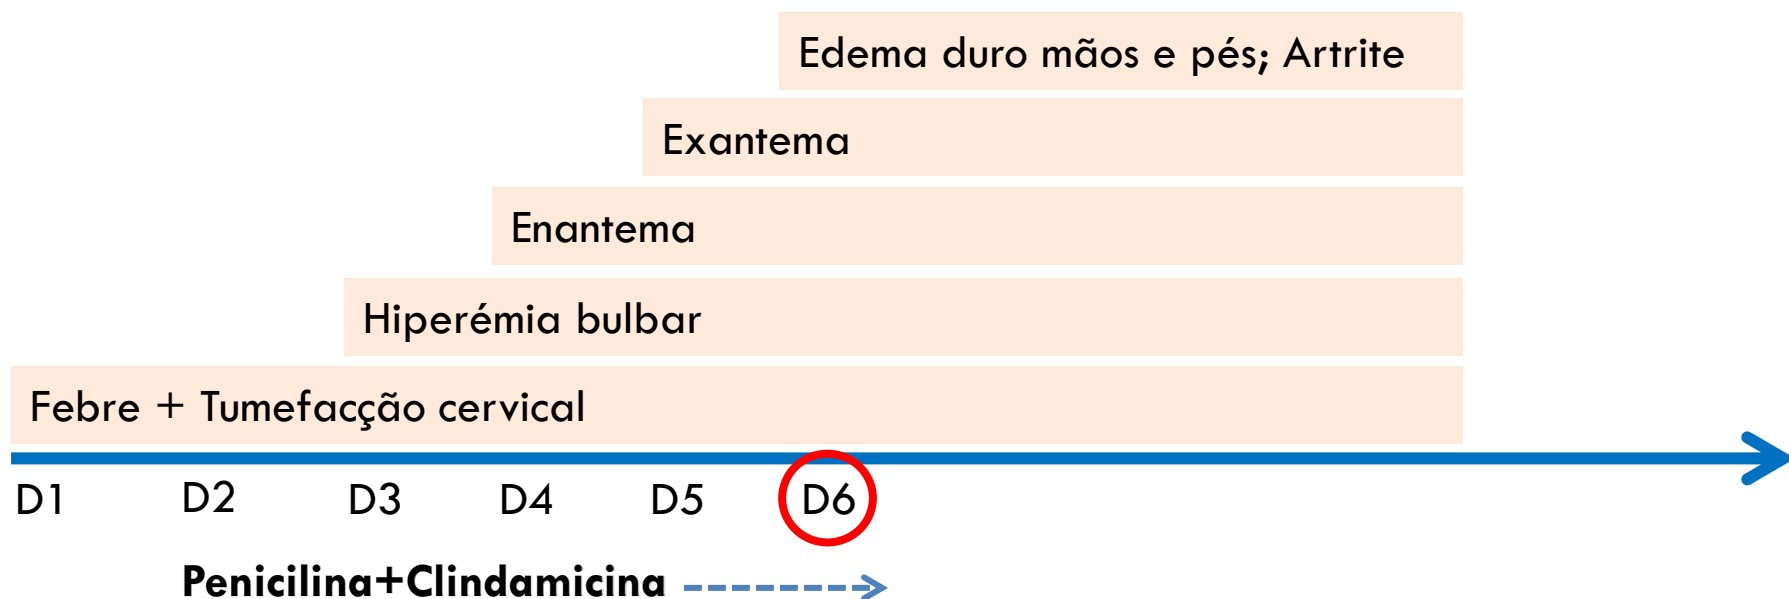 Edema duro mãos e pés; Artrite
Exantema
Enantema
Hiperémia bulbar
Febre + Tumefacção cervical
D1 D2 D3 D4 D5 D6
Penicilina+Clindamicina